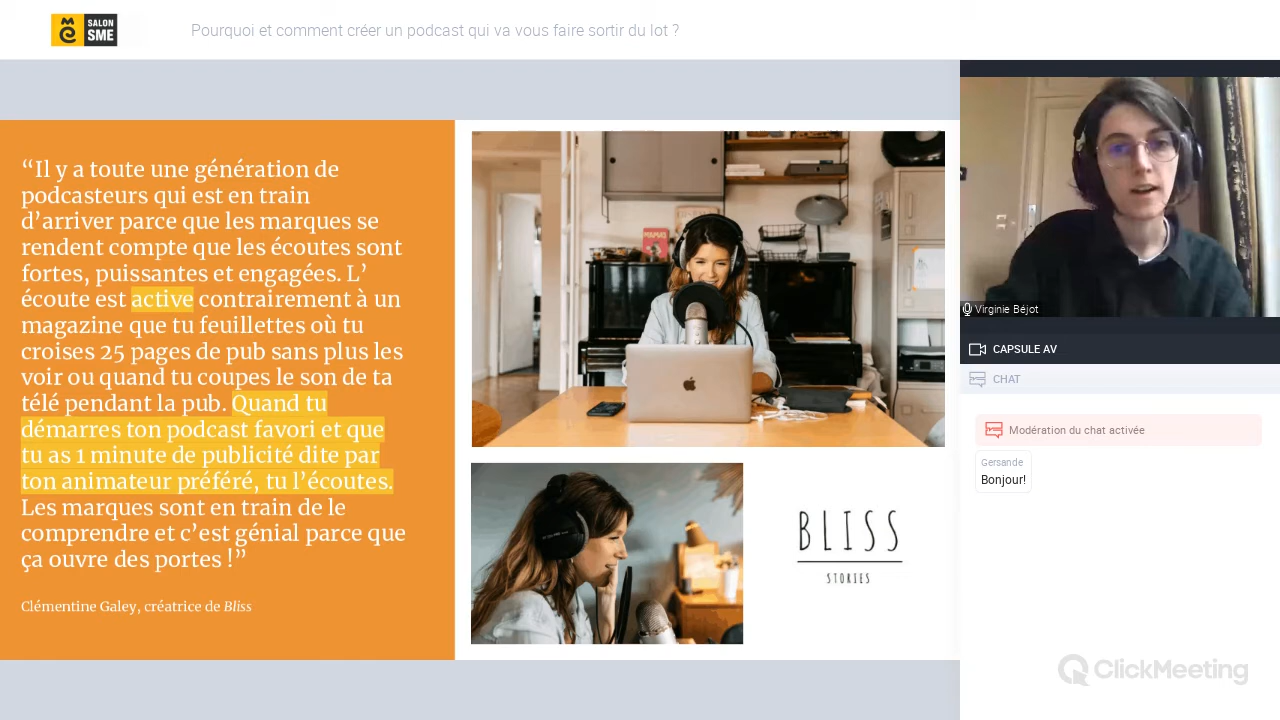 SALON
SME
Pourquoi et comment créer un podcast qui va vous faire sortir du lot ?
“Il y a toute une génération de
podcasteurs qui est en train
d’arriver parce que les marques se
rendent compte que les écoutes sont
fortes, puissantes et engagées. L’
écoute est active contrairement à un
magazine que tu feuillettes où tu
croises 25 pages de pub sans plus les
voir ou quand tu coupes le son de ta
télé pendant la pub. Quand tu
démarres ton podcast favori et que
tu as 1 minute de publicité dite par
ton animateur préféré, tu l’écoutes.
Les marques sont en train de le
comprendre et c’est génial parce que
ça ouvre des portes !”
Clémentine Galey, créatrice de Bliss
BLISS
STORIES
Virginie Béjot
CAPSULE AV
CHAT
Modération du chat activée
Gersande
Bonjour!
ClickMeeting